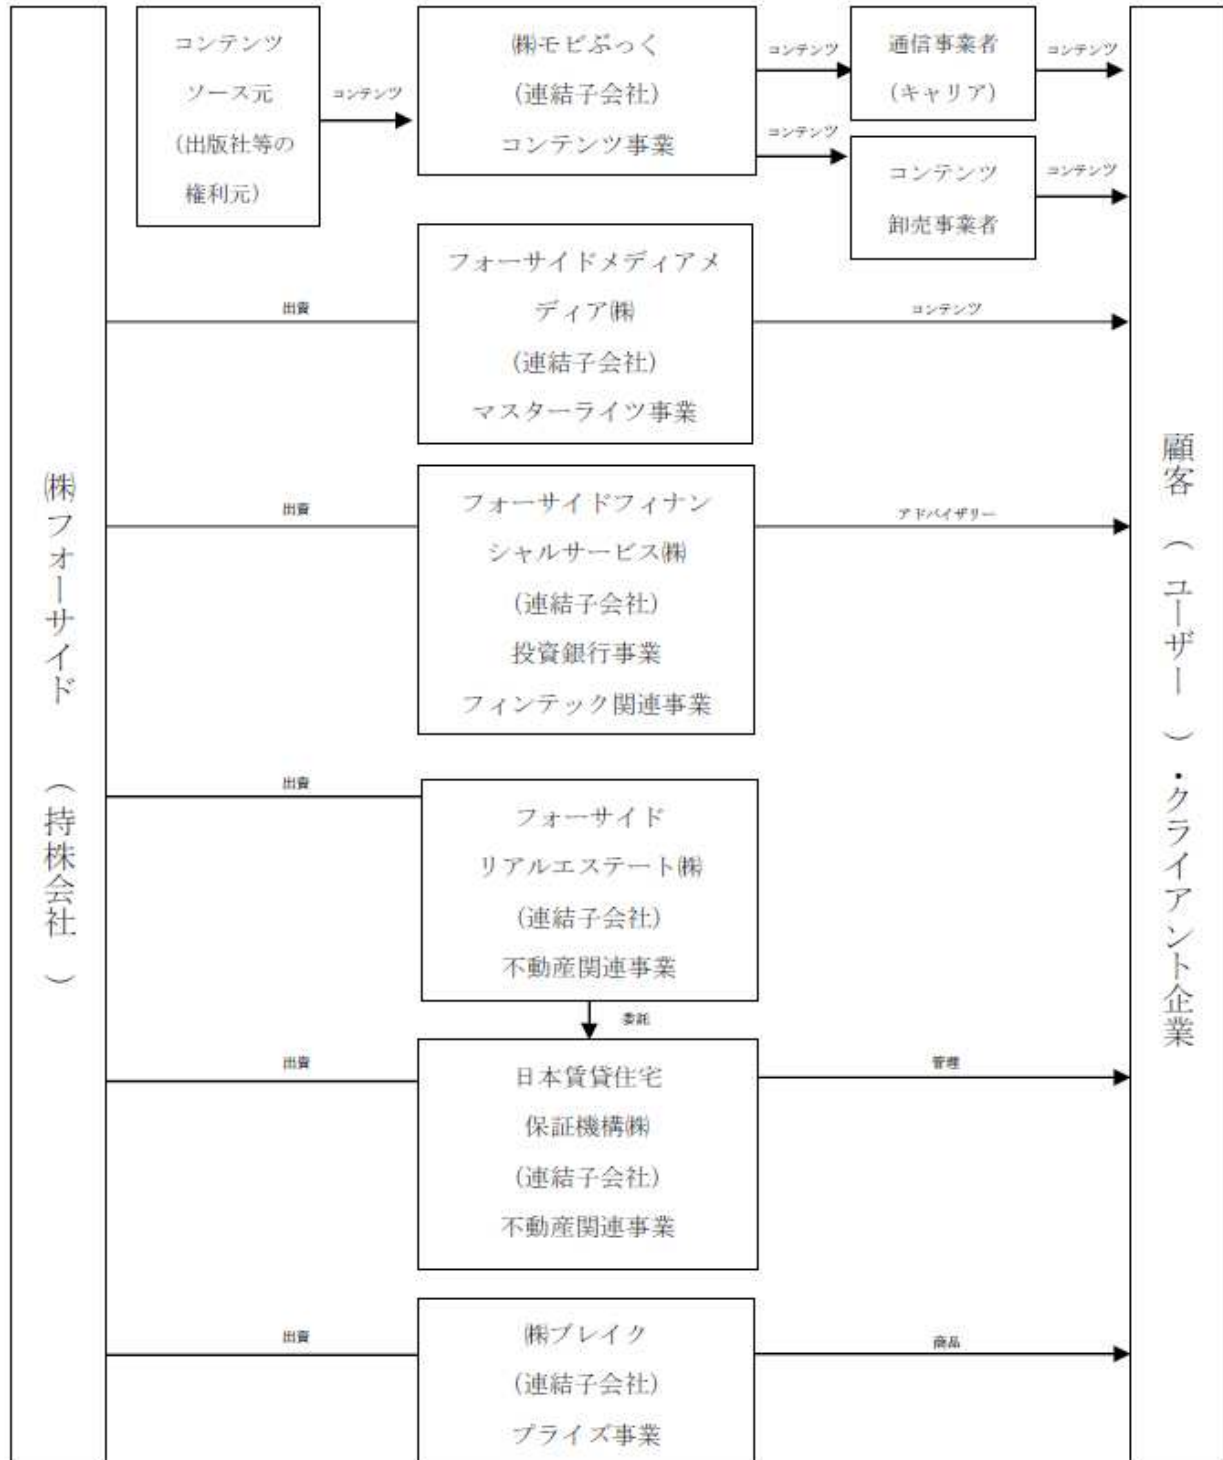 ㈱フォーサイド （持株会社）
コンテンツ
ソース元
(出版社等の
権利元)
コンテンツ
㈱モビぶっく
(連結子会社)
コンテンツ事業
コンテンツ
コンテンツ
通信事業者
(キャリア)
コンテンツ
コンテンツ
卸売事業者
コンテンツ
出資
フォーサイドメディアメ
ディア㈱
(連結子会社)
マスターライツ事業
コンテンツ
出資
フォーサイドフィナン
シャルサービス㈱
(連結子会社)
投資銀行事業
フィンテック関連事業
アドバイザリー
出資
フォーサイド
リアルエステート㈱
(連結子会社)
不動産関連事業
委託
出資
日本賃貸住宅
保証機構㈱
(連結子会社)
不動産関連事業
管理
出資
㈱ブレイク
(連結子会社)
プライズ事業
商品
顧客（ユーザー）・クライアント企業